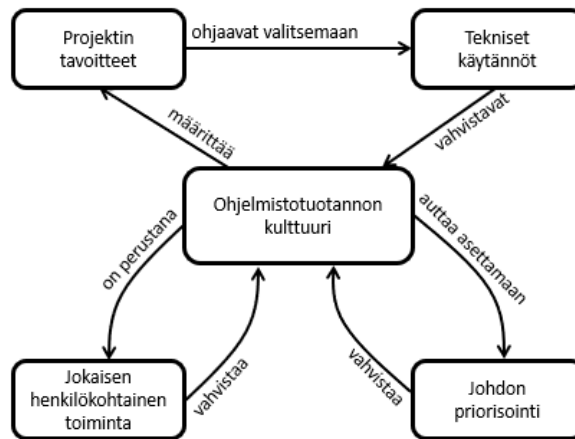 Projektin
tavoitteet
ohjaavat valitsemaan
Tekniset
käytännöt
määrittää
vahvistavat
Ohjelmistotuotannon
kulttuuri
on perustana
auttaa asettamaan
vahvistaa
vahvistaa
Jokaisen
henkilökohtainen
toiminta
Johdon
priorisointi